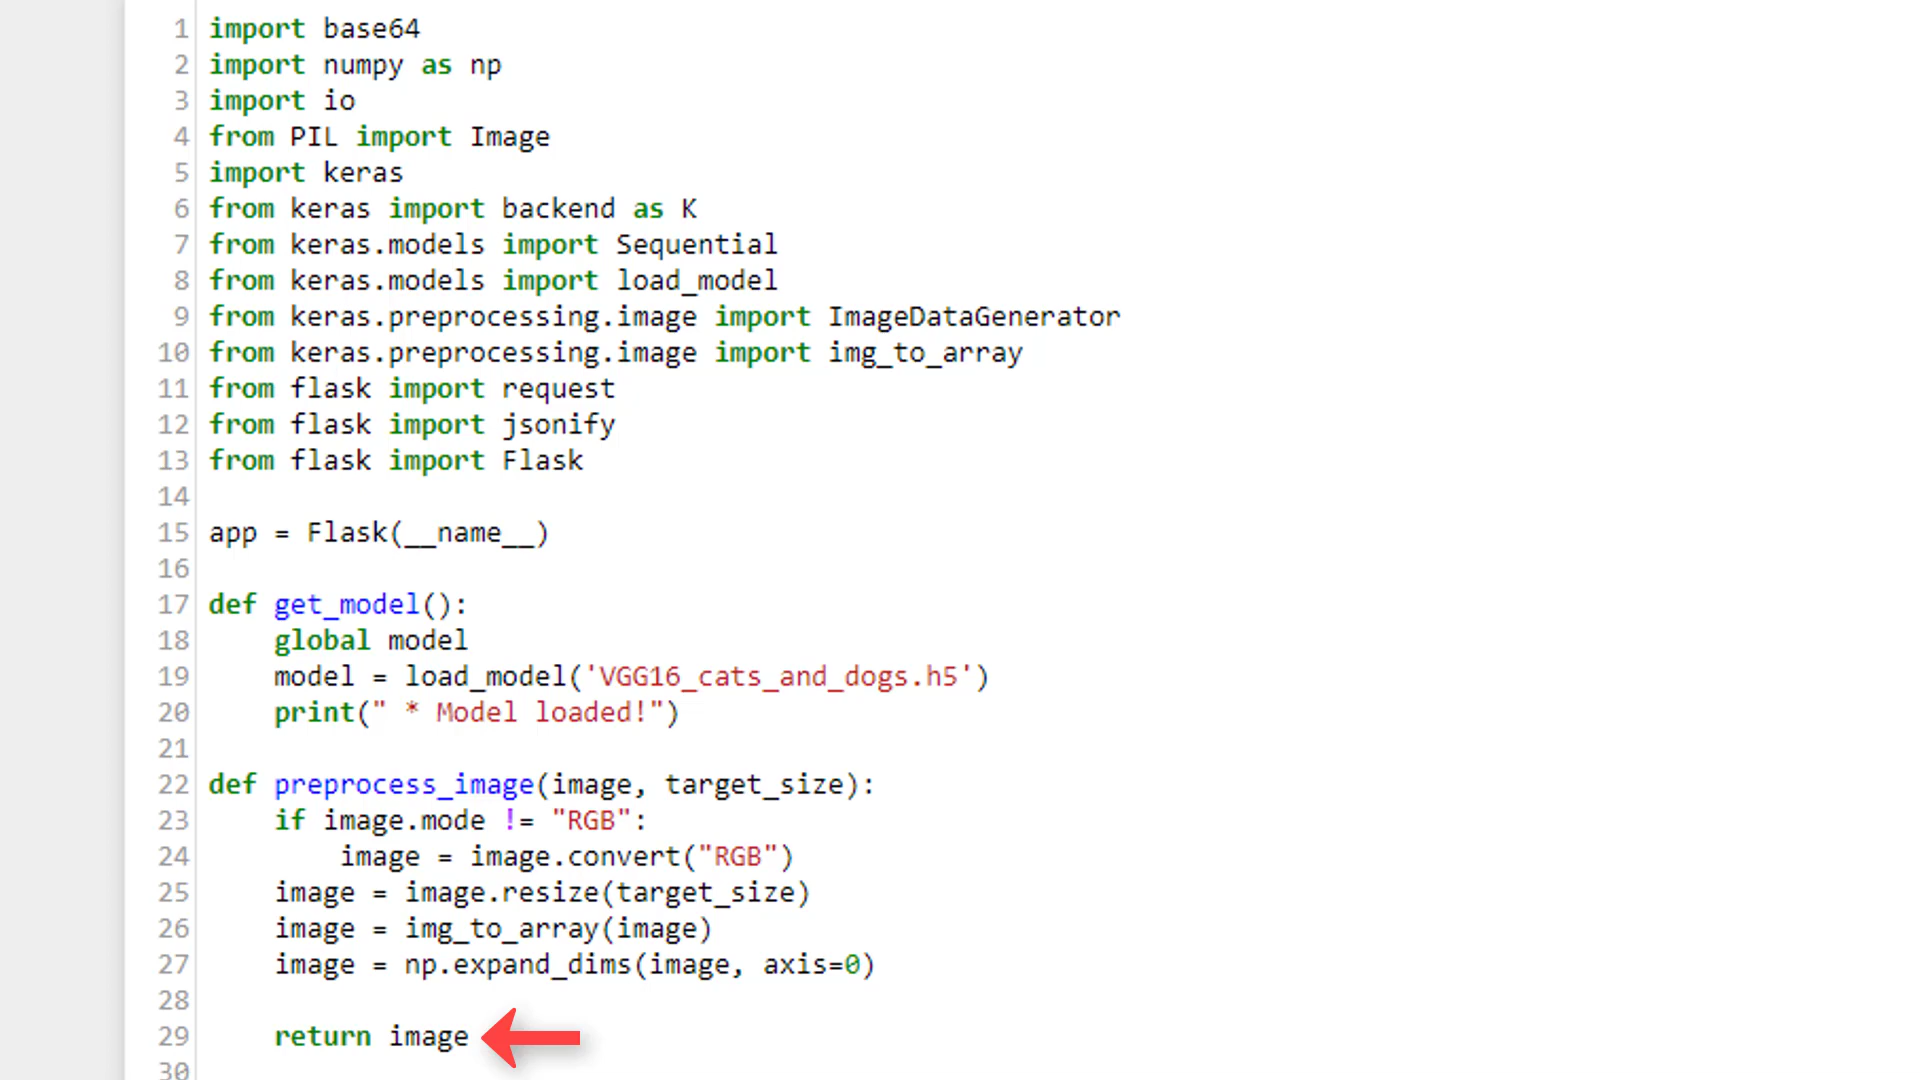 1 import base64
2 import numpy as np
3 import io
4 from PIL import Image
5 import keras
6 from keras import backend as K
7 from keras.models import Sequential
8 from keras.models import load_model
9 from keras.preprocessing.image import ImageDataGenerator
10 from keras.preprocessing.image import img_to_array
11 from flask import request
12 from flask import jsonify
13 from flask import Flask
14
15 app = Flask(__name__)
16
17 def get_model():
18     global model
19     model = load_model('VGG16_cats_and_dogs.h5')
20     print(" * Model loaded!")
21
22 def preprocess_image(image, target_size):
23     if image.mode != "RGB":
24         image = image.convert("RGB")
25     image = image.resize(target_size)
26     image = img_to_array(image)
27     image = np.expand_dims(image, axis=0)
28
29     return image
30